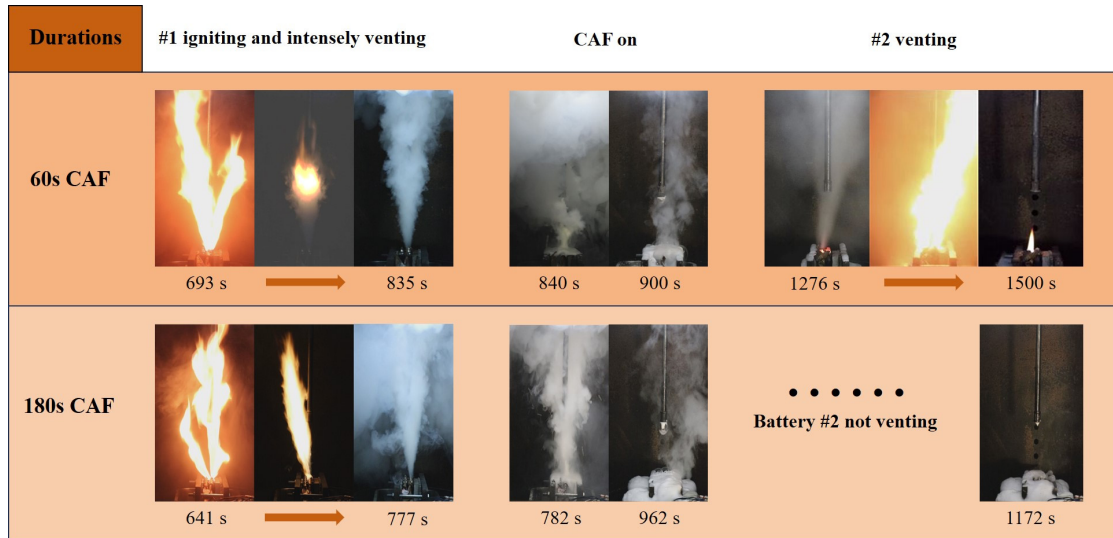 Durations
#1 igniting and intensely venting
CAF on
#2 venting
60s CAF
693 s
835 s
840 s
900 s
1276 s
1500 s
180s CAF
Battery #2 not venting
641 s
777 s
782 s
962 s
1172 s